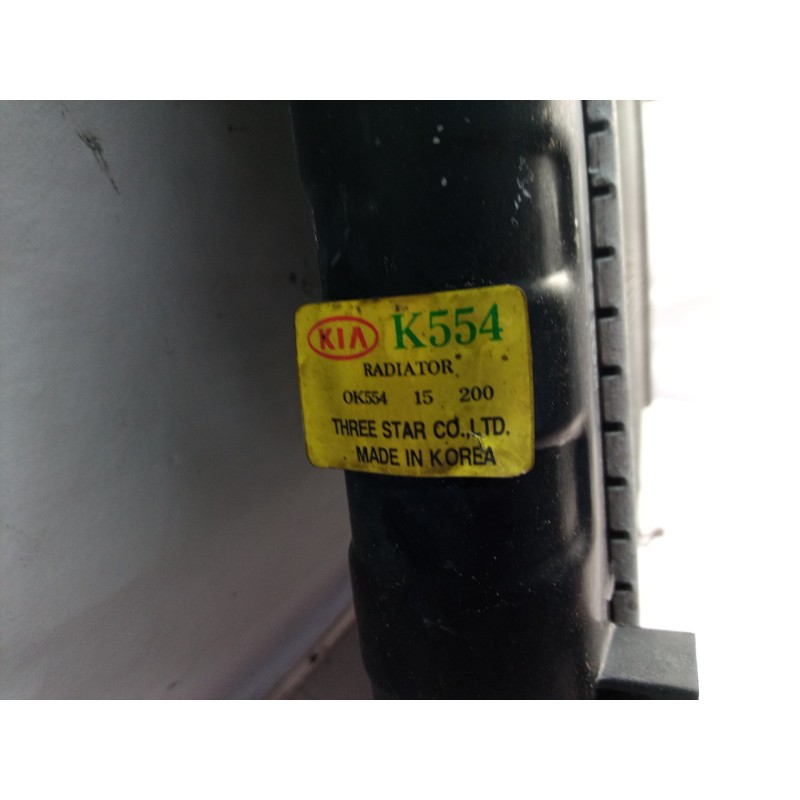 KIA K554
RADIATOR
OK554 15 200
THREE STAR CO.,LTD.
MADE IN KOREA